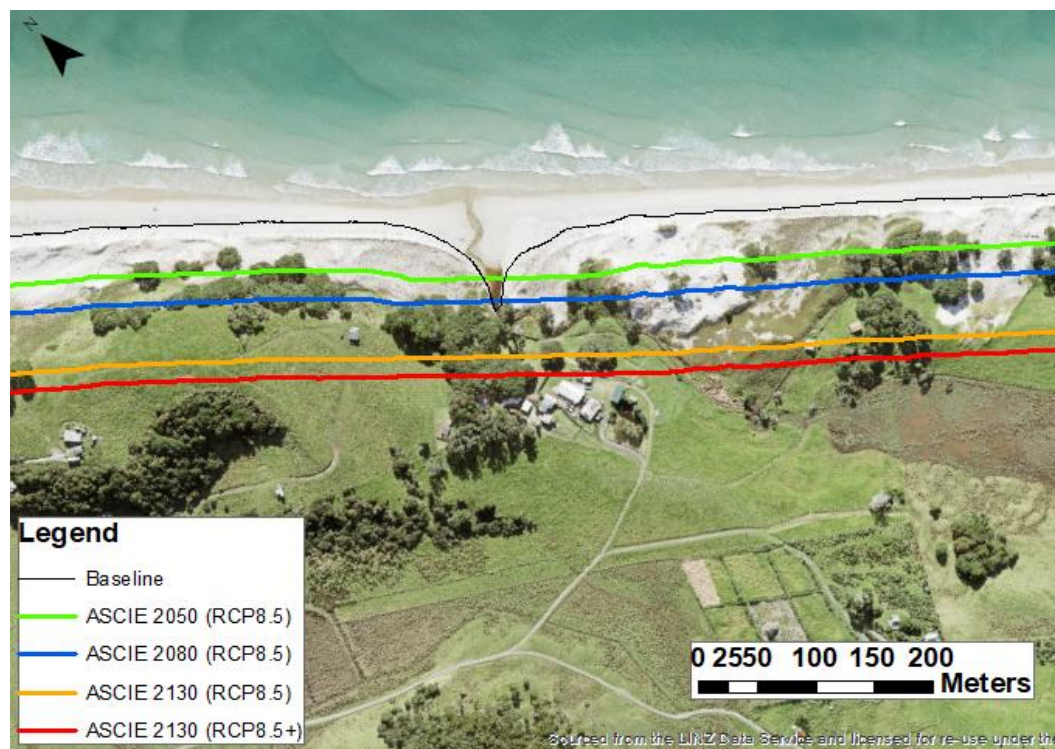 N
Legend
Baseline
ASCIE 2050 (RCP8.5)
ASCIE 2080 (RCP8.5)
ASCIE 2130 (RCP8.5)
ASCIE 2130 (RCP8.5+)
0 2550 100 150 200
Meters
Sourced from the LINZ Data Service and licensed for re-use under th